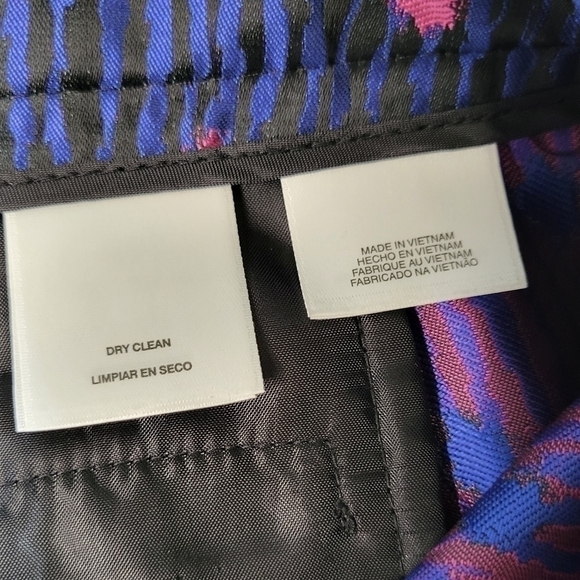 DRY CLEAN
LIMPIAR EN SECO
MADE IN VIETNAM
HECHO EN VIETNAM
FABRIQUE AU VIETNAM
FABRICADO NA VIETNÃO